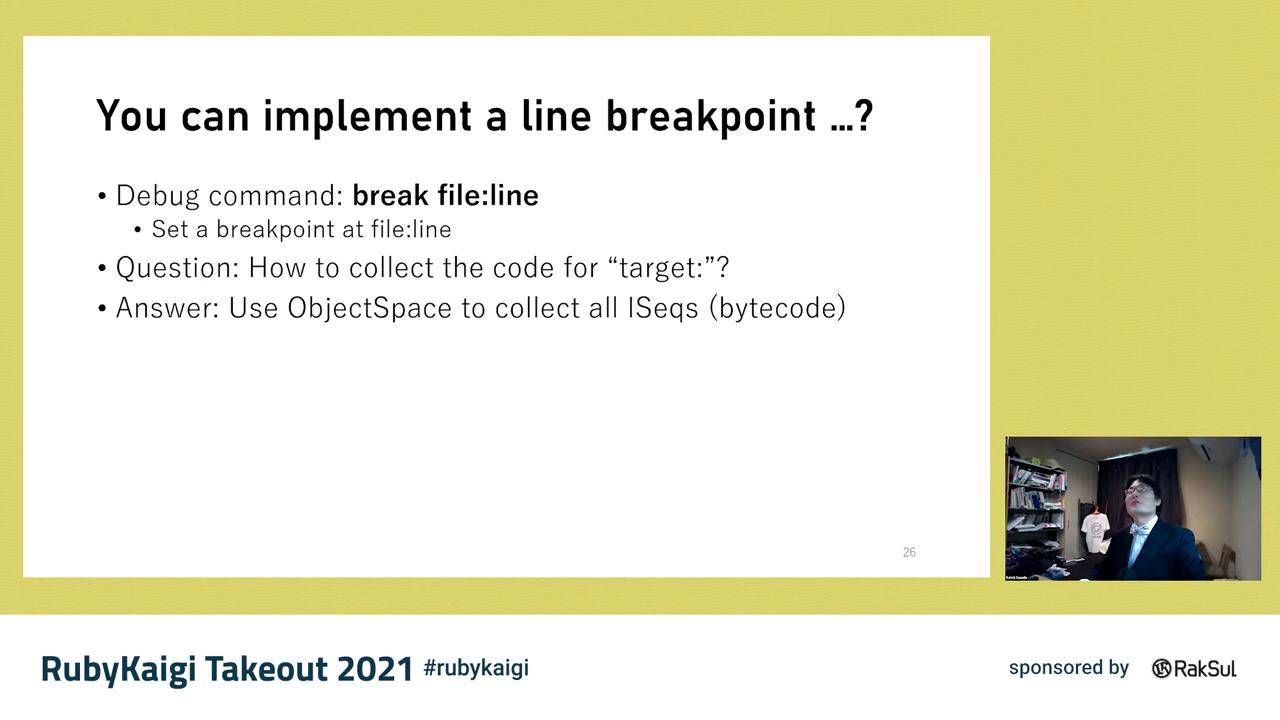 You can implement a line breakpoint ...?
• Debug command: break file:line
• Set a breakpoint at file:line
• Question: How to collect the code for “target:”?
• Answer: Use ObjectSpace to collect all ISeqs (bytecode)
26
RubyKaigi Takeout 2021 #rubykaigi
sponsored by RakSul